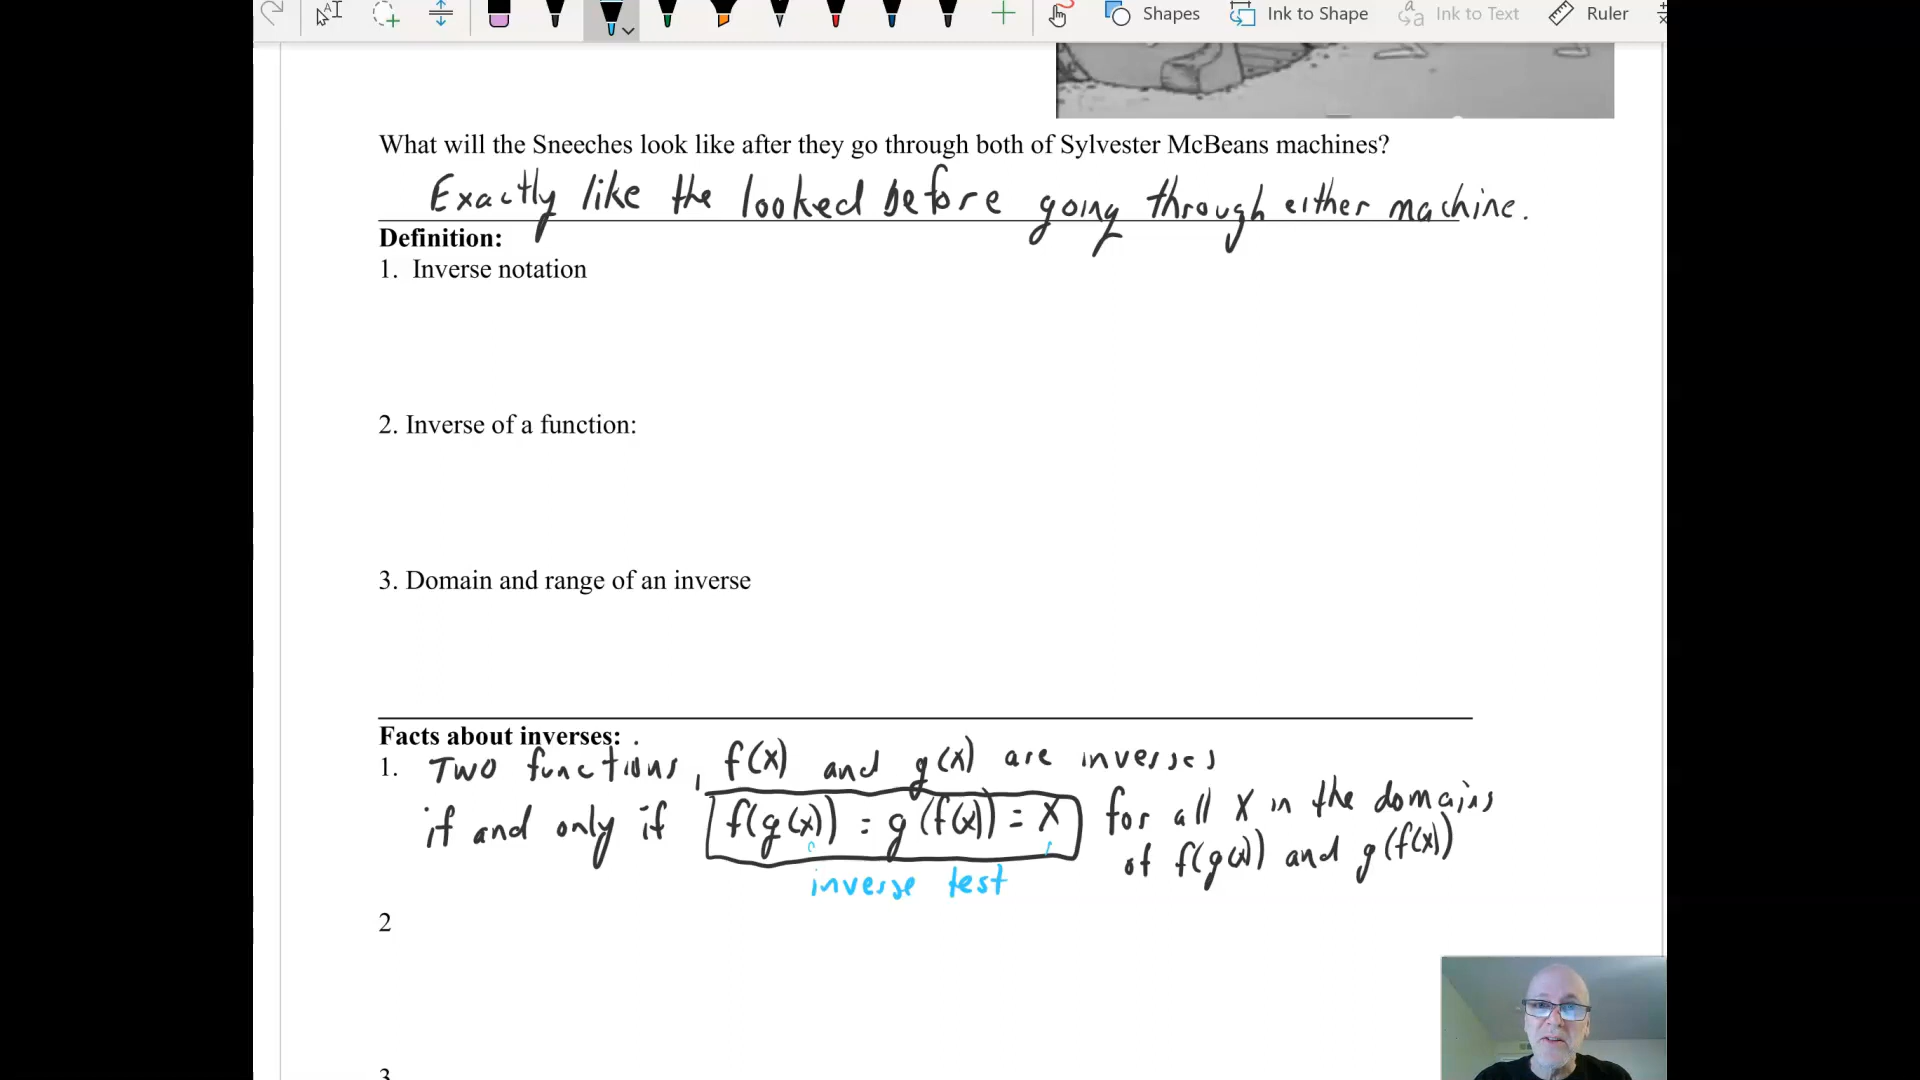 Shapes Ink to Shape Ink to Text Ruler
What will the Sneeches look like after they go through both of Sylvester McBeans machines?
Exactly like the looked before going through either machine.
Definition:
1. Inverse notation
2. Inverse of a function:
3. Domain and range of an inverse
Facts about inverses:
1. Two functions, f(x) and g(x) are inverses
if and only if f(g(x)) = g(f(x)) = x for all x in the domains
of f(g(x)) and g(f(x))
inverse test
2
3